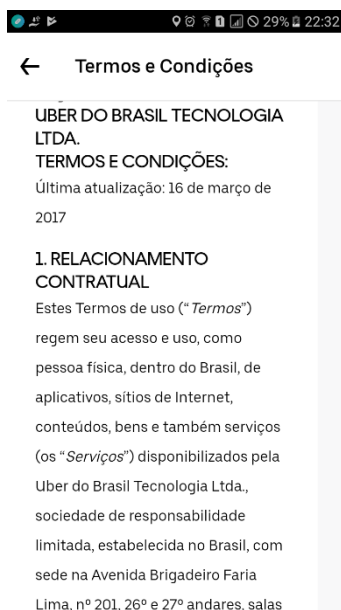 29% 22:32
Termos e Condições
UBER DO BRASIL TECNOLOGIA
LTDA.
TERMOS E CONDIÇÕES:
Última atualização: 16 de março de
2017
1. RELACIONAMENTO
CONTRATUAL
Estes Termos de uso (“Termos”)
regem seu acesso e uso, como
pessoa física, dentro do Brasil, de
aplicativos, sítios de Internet,
conteúdos, bens e também serviços
(os “Serviços”) disponibilizados pela
Uber do Brasil Tecnologia Ltda.,
sociedade de responsabilidade
limitada, estabelecida no Brasil, com
sede na Avenida Brigadeiro Faria
Lima, nº 201, 26º e 27º andares, salas